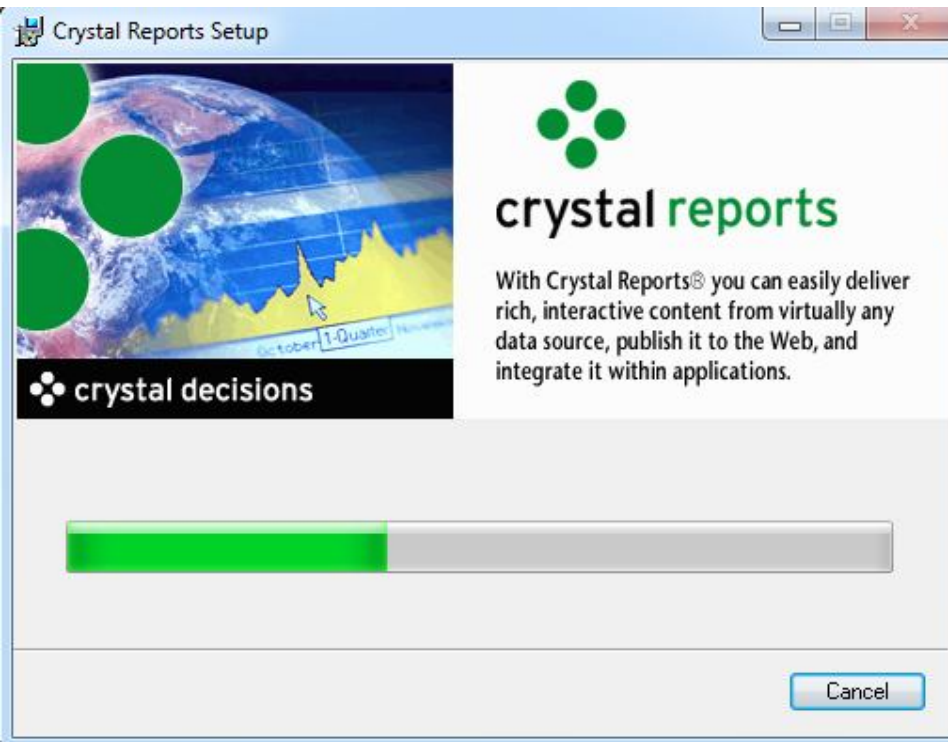 Crystal Reports Setup
crystal reports
With Crystal Reports® you can easily deliver
rich, interactive content from virtually any
data source, publish it to the Web, and
integrate it within applications.
October 1-Quarter November
crystal decisions
Cancel